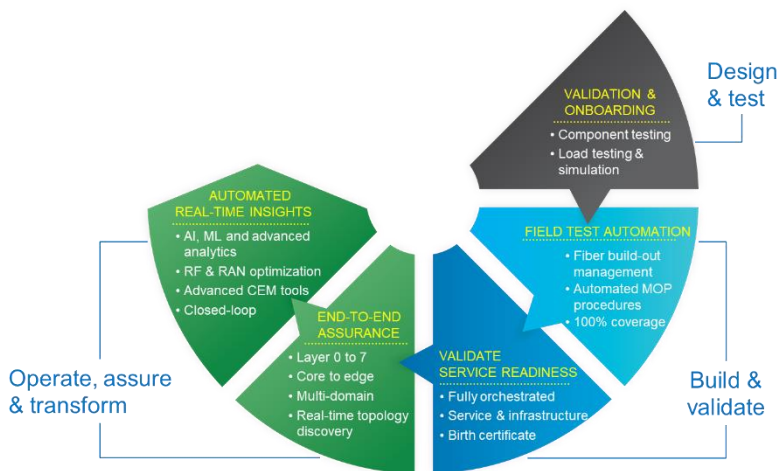 Design
& test
VALIDATION &
ONBOARDING
• Component testing
• Load testing &
simulation
FIELD TEST AUTOMATION
• Fiber build-out
management
• Automated MOP
procedures
• 100% coverage
VALIDATE
SERVICE READINESS
• Fully orchestrated
• Service & infrastructure
• Birth certificate
Build &
validate
END-TO-END
ASSURANCE
• Layer 0 to 7
• Core to edge
• Multi-domain
• Real-time topology
discovery
AUTOMATED
REAL-TIME INSIGHTS
• AI, ML and advanced
analytics
• RF & RAN optimization
• Advanced CEM tools
• Closed-loop
Operate, assure
& transform